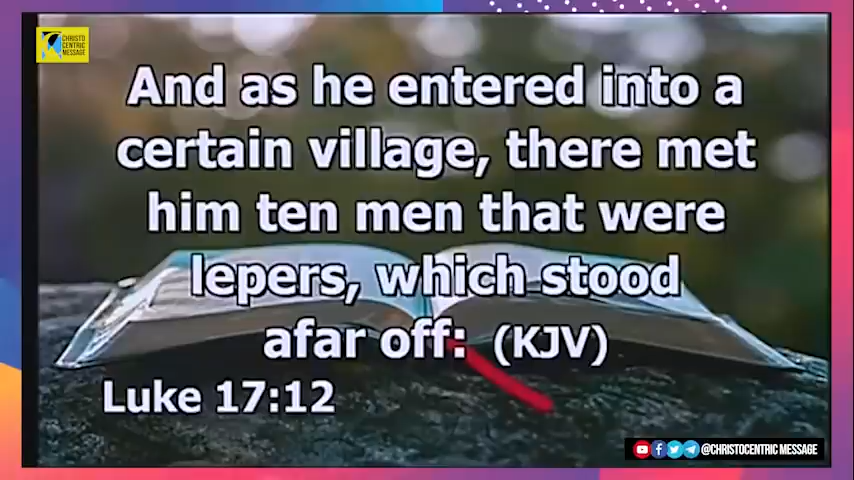 CHRISTO
CENTRIC
MESSAGE
And as he entered into a
certain village, there met
him ten men that were
lepers, which stood
afar off: (KJV)
Luke 17:12
@CHRISTOCENTRIC MESSAGE